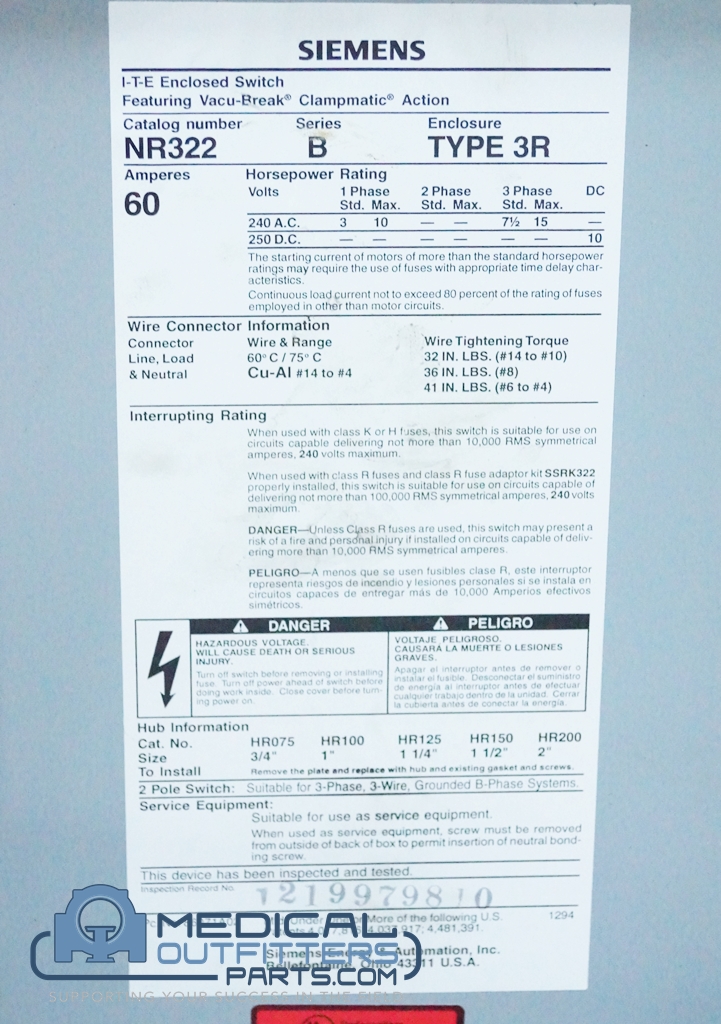 SIEMENS
I-T-E Enclosed Switch
Featuring Vacu-Break® Clampmatic® Action
Catalog number Series Enclosure
NR322 B TYPE 3R
Amperes Horsepower Rating
60
Volts 1 Phase 2 Phase 3 Phase DC
Std. Max. Std. Max. Std. Max.
240 A.C. 3 10 — — 7½ 15 —
250 D.C. — — — — — — 10
The starting current of motors of more than the standard horsepower
ratings may require the use of fuses with appropriate time delay char-
acteristics.
Continuous load current not to exceed 80 percent of the rating of fuses
employed in other than motor circuits.
Wire Connector Information
Connector Wire & Range Wire Tightening Torque
Line, Load 60° C / 75° C 32 IN. LBS. (#14 to #10)
& Neutral Cu-Al #14 to #4 36 IN. LBS. (#8)
41 IN. LBS. (#6 to #4)
Interrupting Rating
When used with class K or H fuses, this switch is suitable for use on
circuits capable delivering not more than 10,000 RMS symmetrical
amperes, 240 volts maximum.
When used with class R fuses and class R fuse adaptor kit SSRK322
properly installed, this switch is suitable for use on circuits capable of
delivering not more than 100,000 RMS symmetrical amperes, 240 volts
maximum.
DANGER—Unless Class R fuses are used, this switch may present a
risk of a fire and personal injury if installed on circuits capable of deliv-
ering more than 10,000 RMS symmetrical amperes.
PELIGRO—A menos que se usen fusibles clase R, este interruptor
representa riesgos de incendio y lesiones personales si se instala en
circuitos capaces de entregar más de 10,000 Amperios efectivos
simétricos.
DANGER
HAZARDOUS VOLTAGE.
WILL CAUSE DEATH OR SERIOUS
INJURY.
Turn off switch before removing or installing
fuse. Turn off power ahead of switch before
doing work inside. Close cover before turn-
ing power on.
PELIGRO
VOLTAJE PELIGROSO.
CAUSARÁ LA MUERTE O LESIONES
GRAVES.
Apagar el interruptor antes de remover o
instalar el fusible. Desconectar el suministro
de energía al interruptor antes de efectuar
cualquier trabajo dentro de la unidad. Cerrar
la cubierta antes de conectar la energía.
Hub Information
Cat. No. HR075 HR100 HR125 HR150 HR200
Size 3/4" 1" 1 1/4" 1 1/2" 2"
To Install Remove the plate and replace with hub and existing gasket and screws.
2 Pole Switch: Suitable for 3-Phase, 3-Wire, Grounded B-Phase Systems.
Service Equipment:
Suitable for use as service equipment.
When used as service equipment, screw must be removed
from outside of back of box to permit insertion of neutral bond-
ing screw.
This device has been inspected and tested.
Inspection Record No.
Under More of the following U.S. 1294
4,481,391.
Siemens Automation, Inc.
Bellefontaine, Ohio 43311 U.S.A.
MEDICAL
OUTFITTERS
PARTS.COM
SUPPORTING YOUR SUCCESS IN THE FIELD